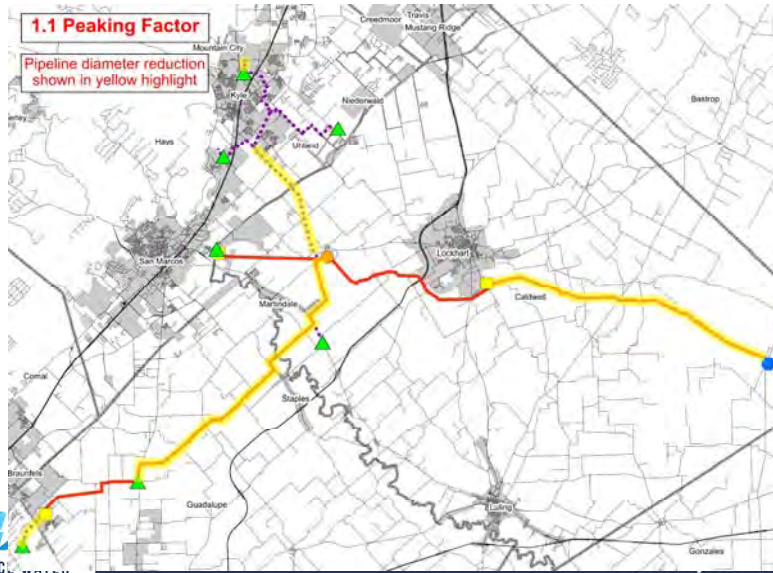 1.1 Peaking Factor
Pipeline diameter reduction
shown in yellow highlight
Creedmoor
Travis
Mustang Ridge
Mountain City
Kyle
Niederwald
Bastrop
Hays
Uhland
San Marcos
Lockhart
Caldwell
Martindale
Comal
Staples
Braunfels
Guadalupe
Luling
Gonzales